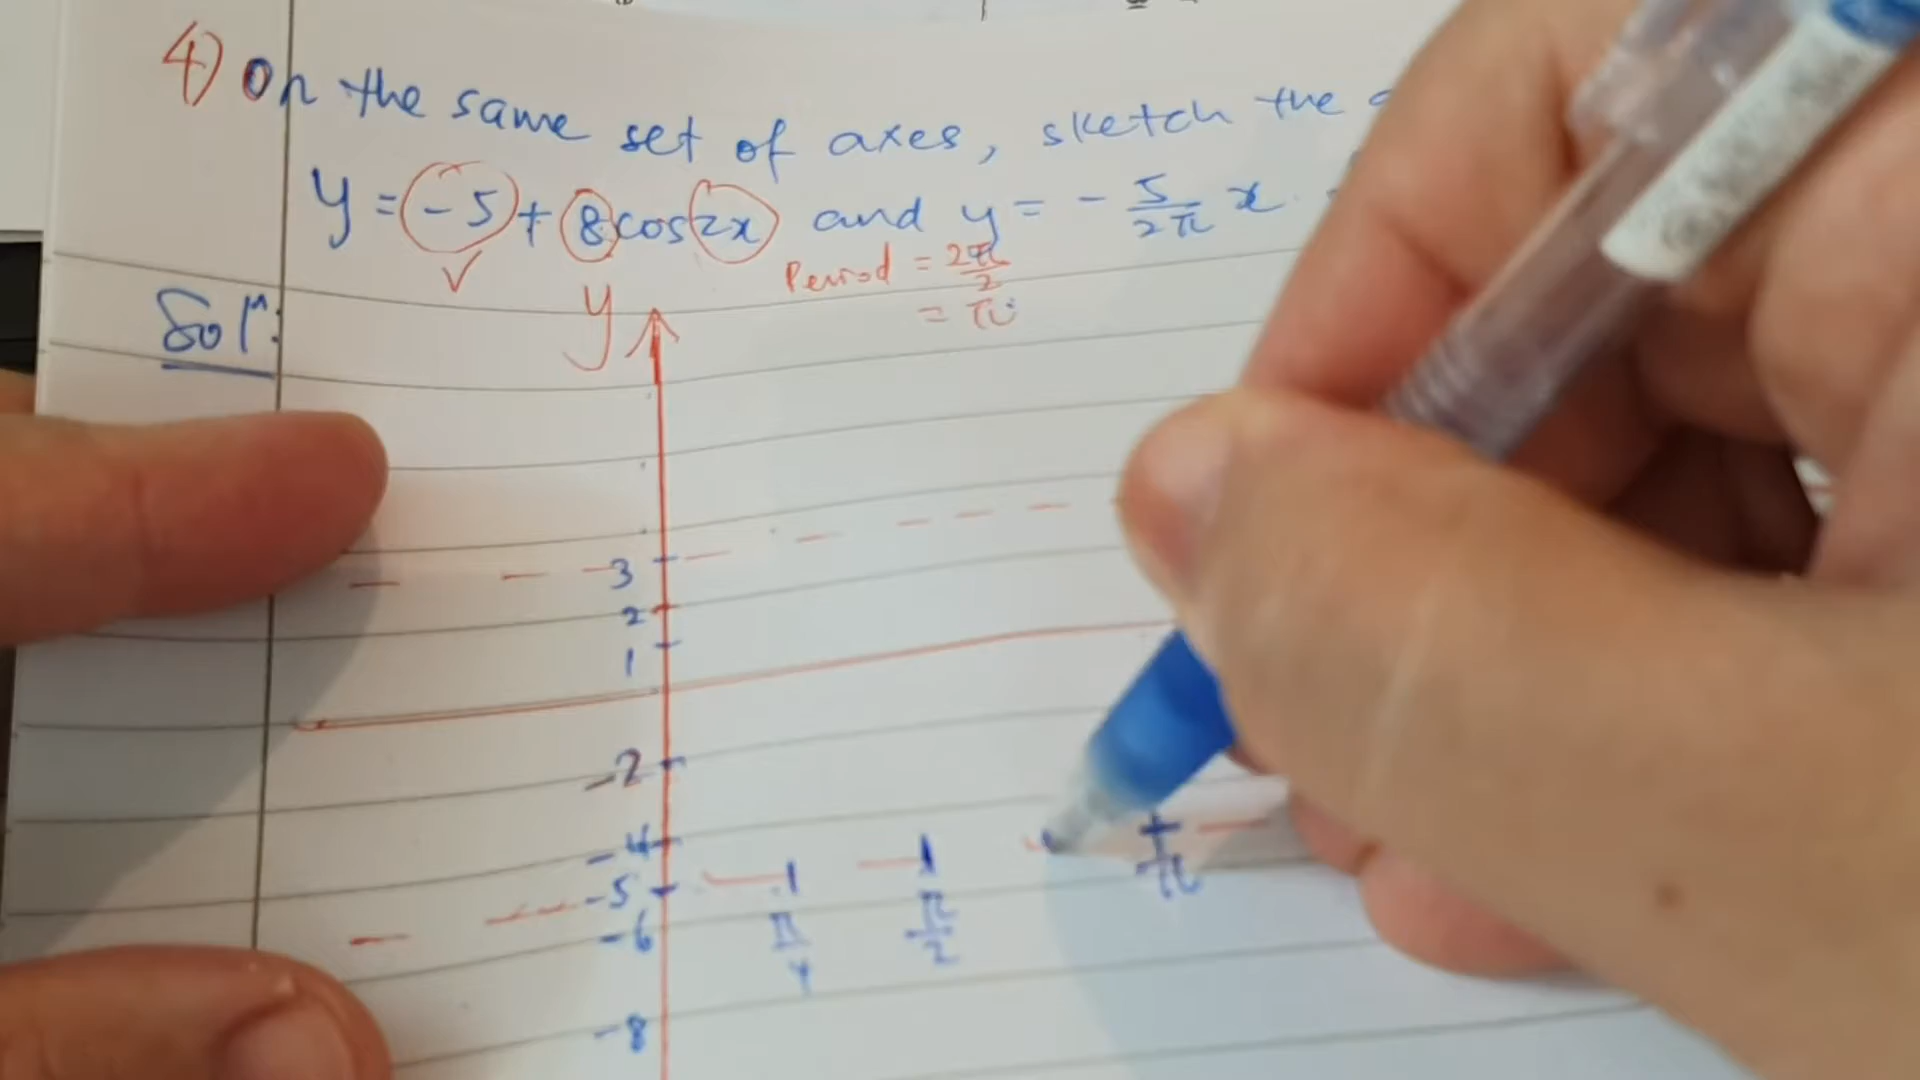 4) On the same set of axes, sketch the
y = -5 + 8cos2x and y = - 5/2π x
✓
Period = 2π/2
= π
Solⁿ:
y
3
2
1
-2
-4
-5
-6
-8
π/4
π/2
π